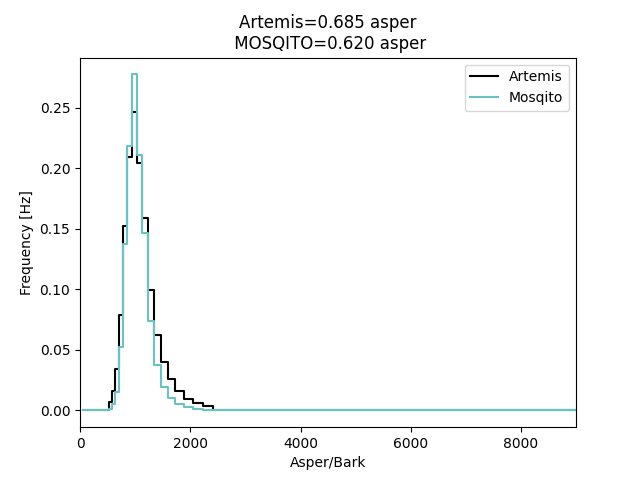 Artemis=0.685 asper
MOSQITO=0.620 asper
Artemis
Mosqito
Frequency [Hz]
0.25
0.20
0.15
0.10
0.05
0.00
0
2000
4000
6000
8000
Asper/Bark